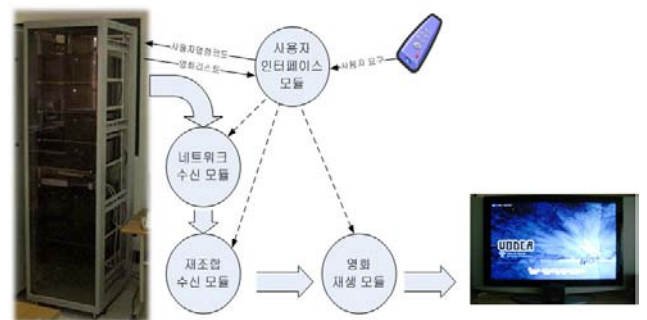 사용자
인터페이스
모듈
사용자 요구
영화리스트
네트워크
수신 모듈
재조합
수신 모듈
영화
재생 모듈
VODCA